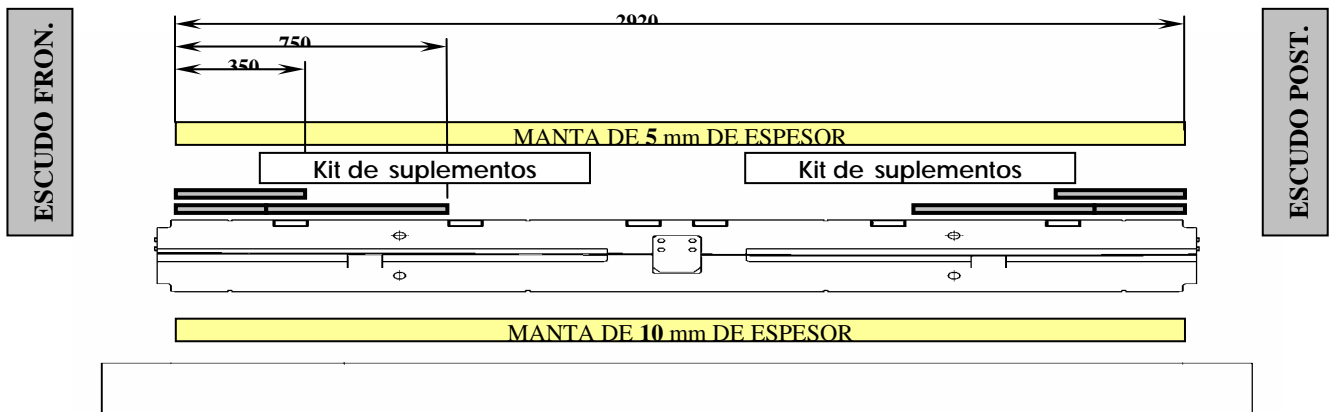 ESCUDO FRON.
2920
750
350
MANTA DE 5 mm DE ESPESOR
Kit de suplementos
Kit de suplementos
MANTA DE 10 mm DE ESPESOR
ESCUDO POST.